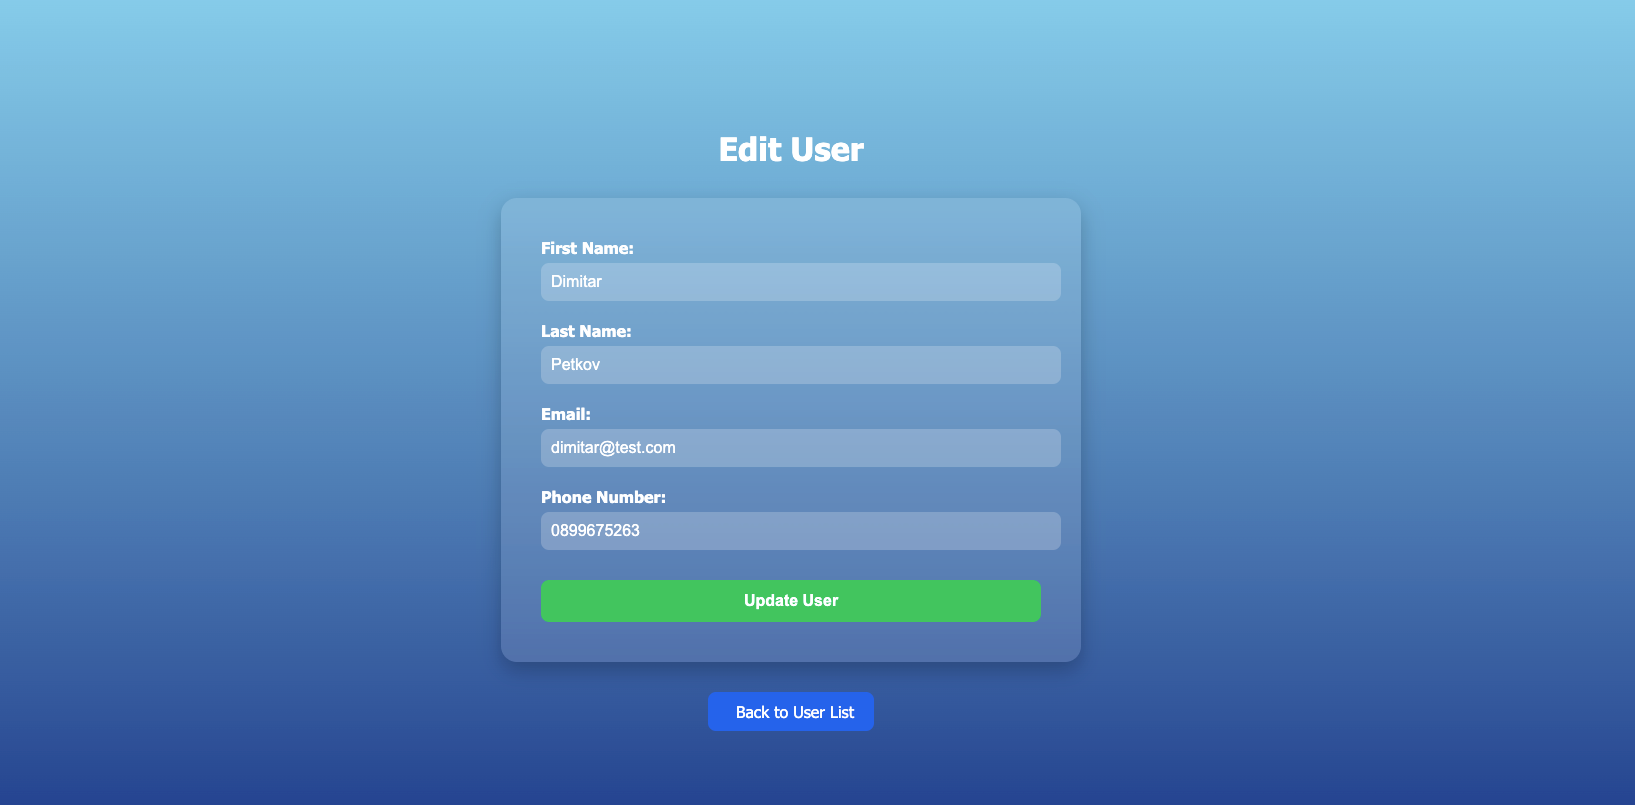 Edit User
First Name:
Dimitar
Last Name:
Petkov
Email:
dimitar@test.com
Phone Number:
0899675263
Update User
Back to User List